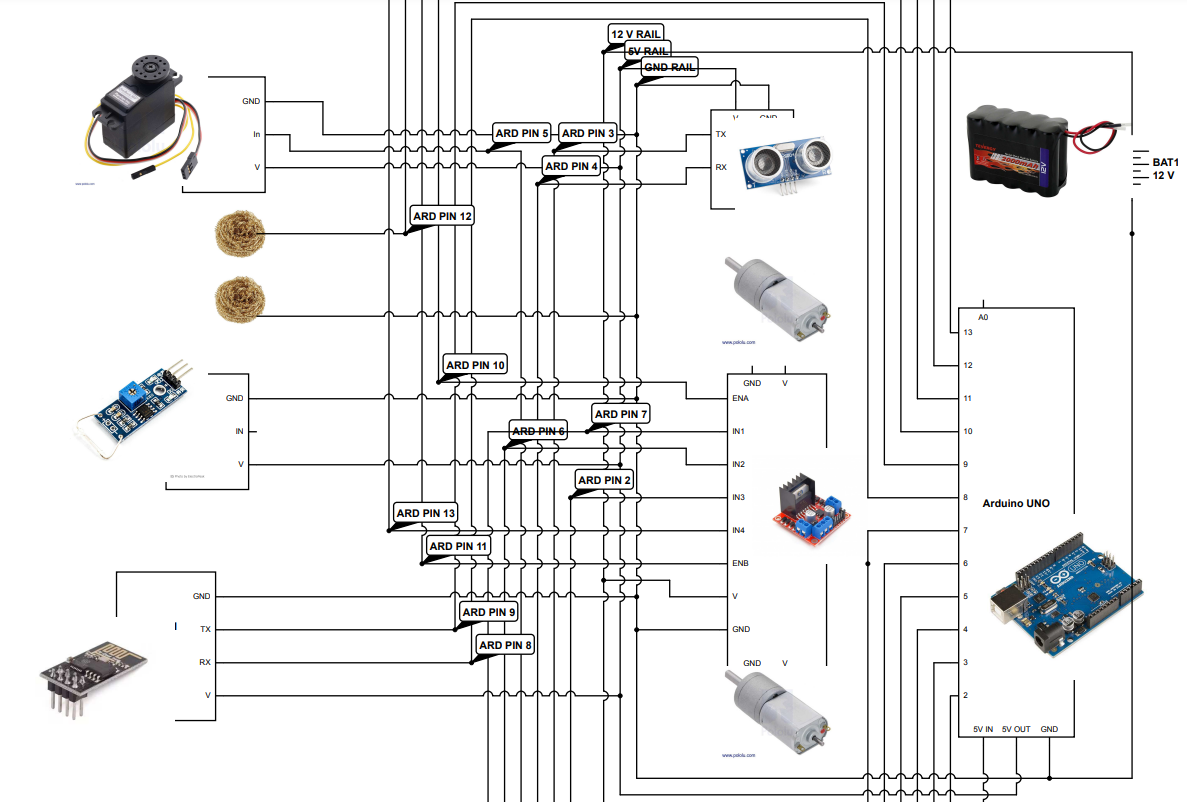 12 V RAIL
5V RAIL
GND RAIL
GND
In
V
ARD PIN 5
ARD PIN 3
ARD PIN 4
V
GND
TX
RX
12V
BAT1
12 V
ARD PIN 12
www.pololu.com
ARD PIN 10
GND
IN
V
ARD PIN 7
ARD PIN 6
ARD PIN 2
ARD PIN 13
ARD PIN 11
GND
V
ENA
IN1
IN2
IN3
IN4
ENB
V
GND
GND
V
www.pololu.com
GND
TX
RX
V
ARD PIN 9
ARD PIN 8
A0
13
12
11
10
9
8
Arduino UNO
7
6
5
4
3
2
5V IN
5V OUT
GND
UNO